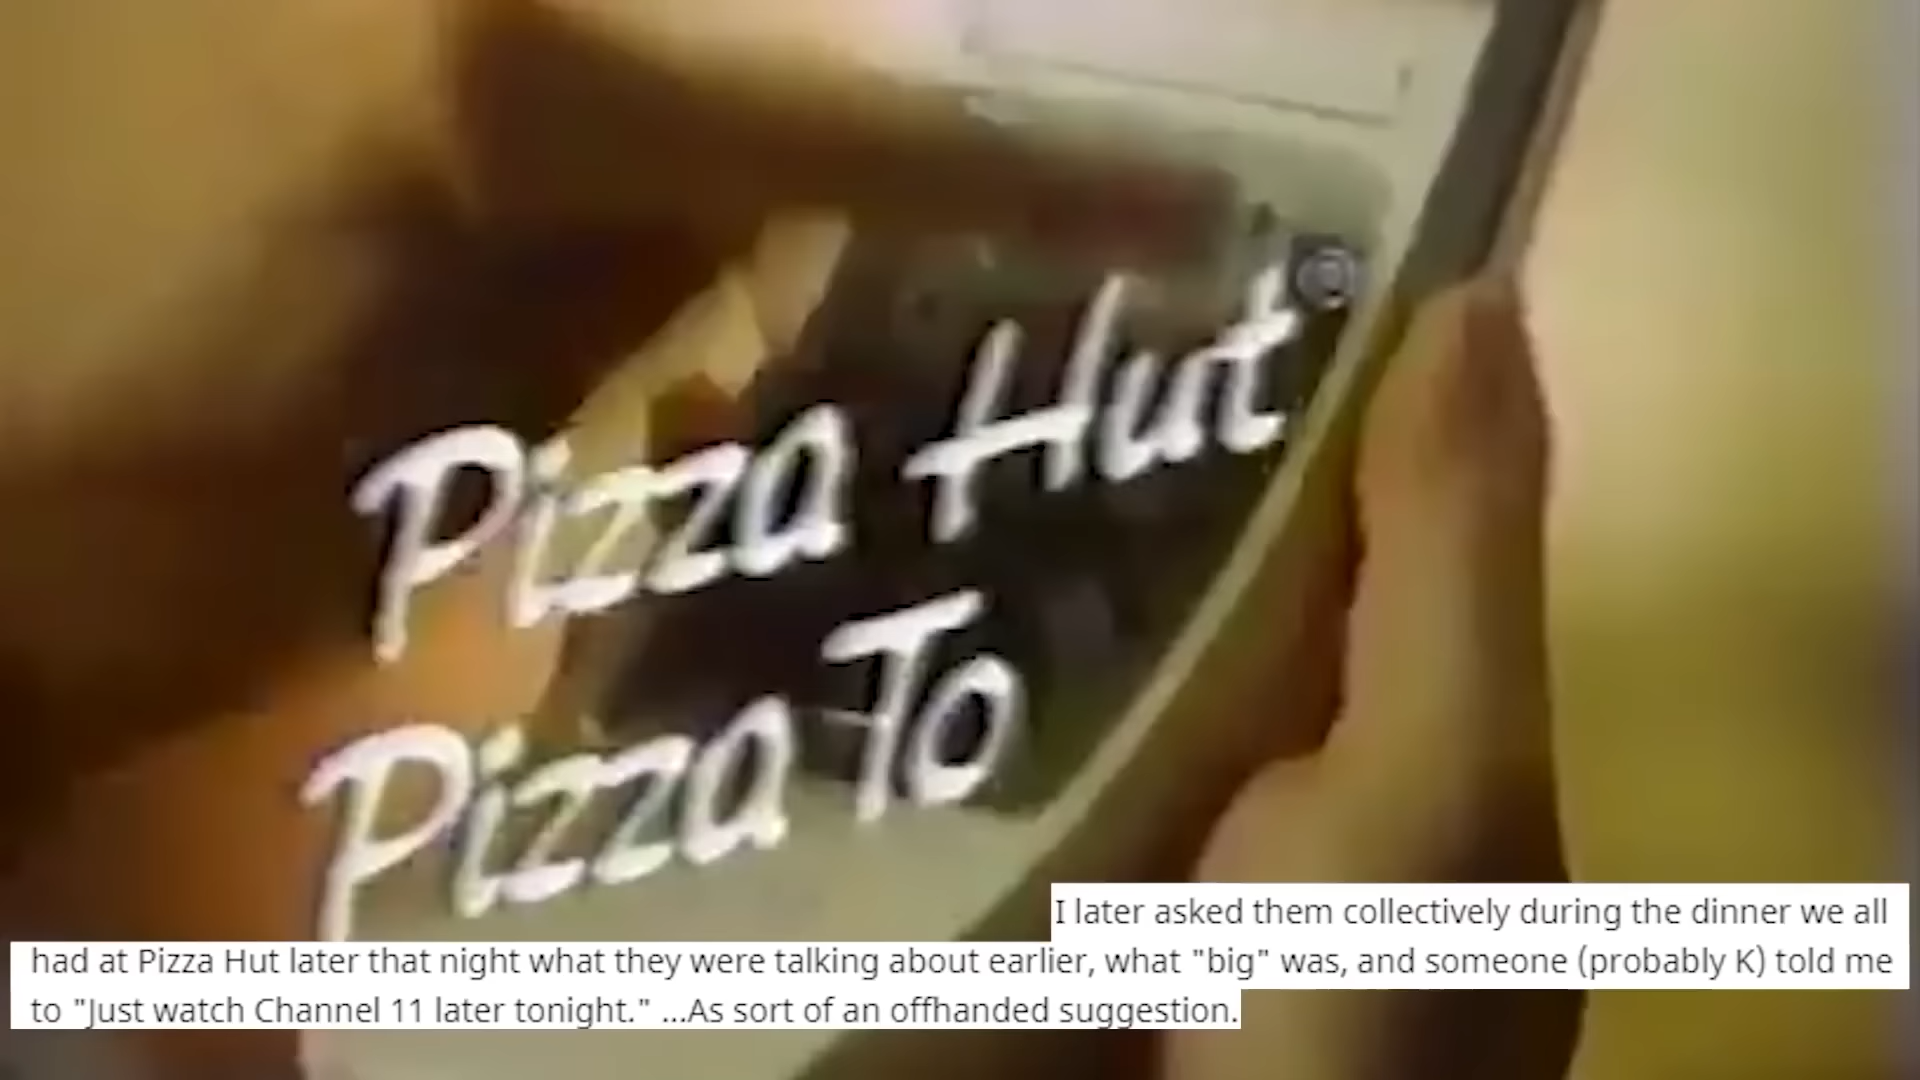 Pizza Hut®
Pizza To
I later asked them collectively during the dinner we all
had at Pizza Hut later that night what they were talking about earlier, what "big" was, and someone (probably K) told me
to "Just watch Channel 11 later tonight." ...As sort of an offhanded suggestion.